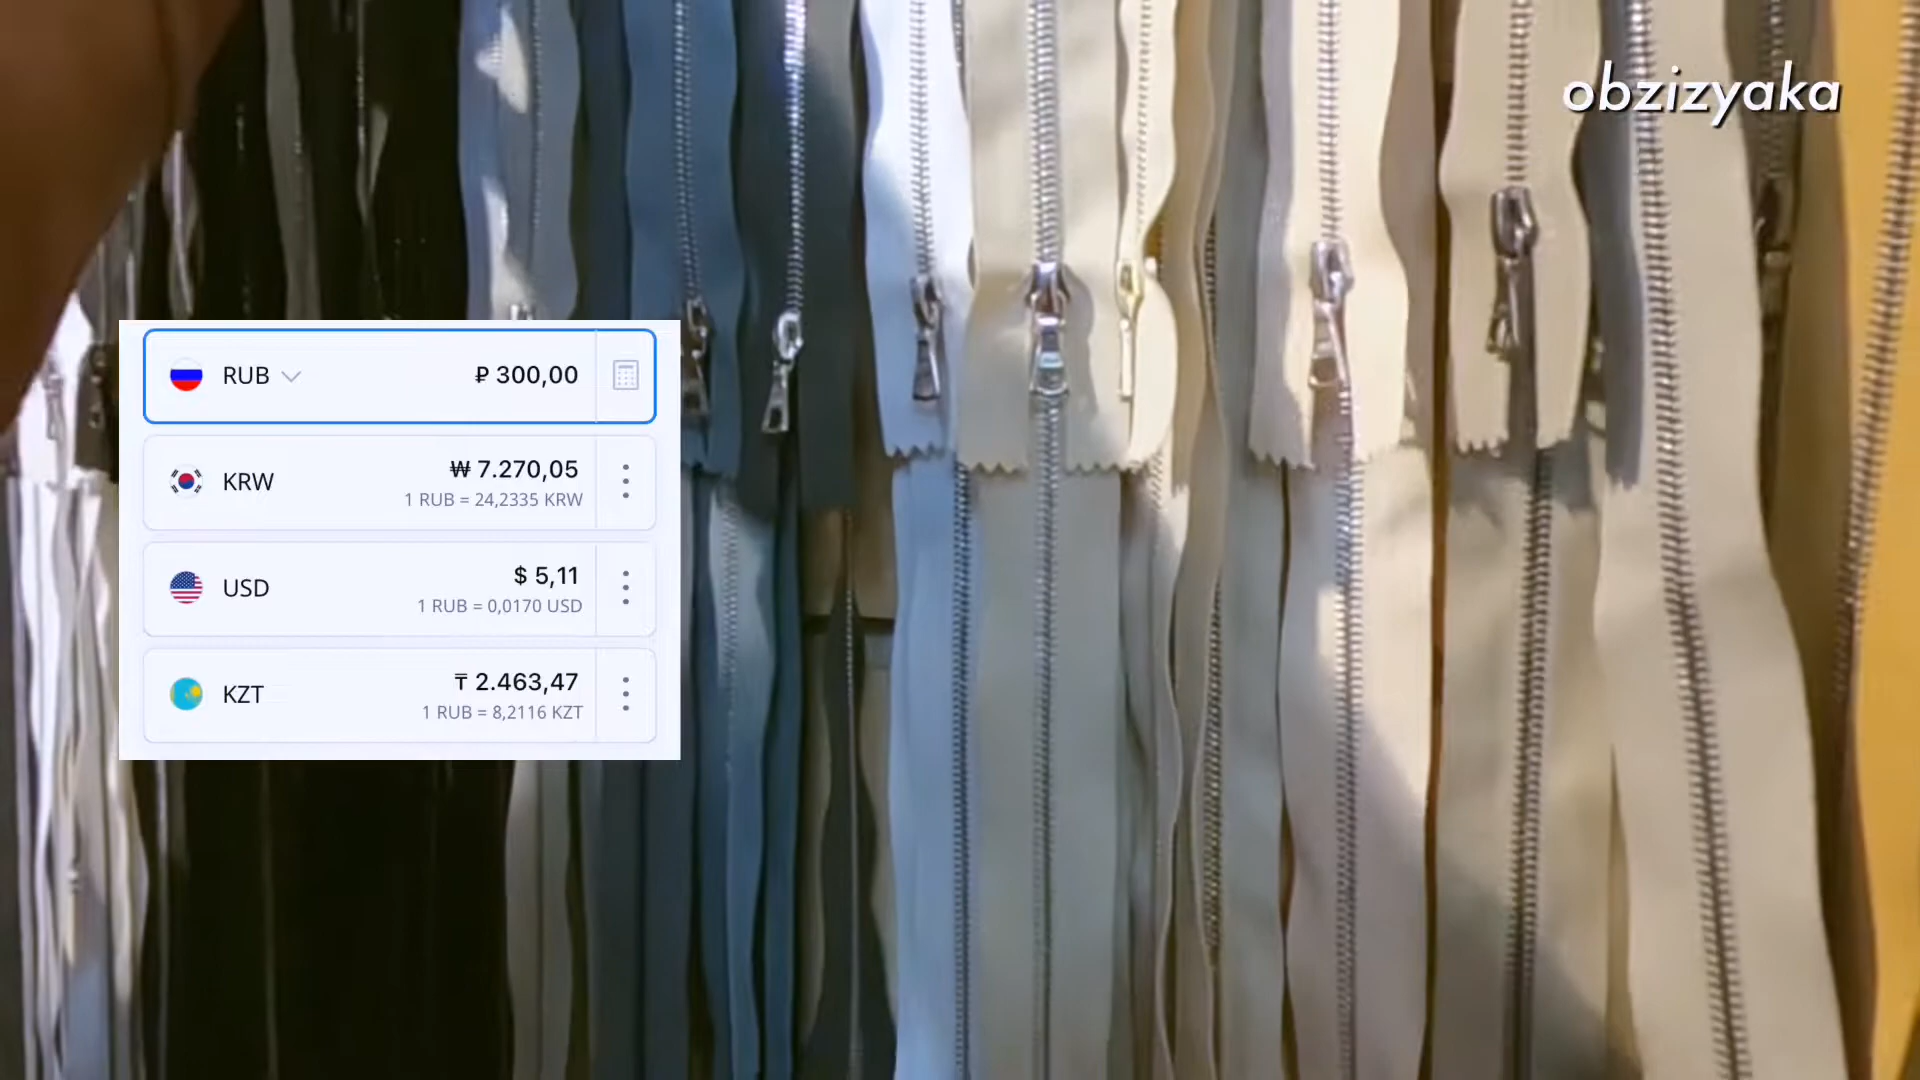 obzizyaka
RUB ₽ 300,00
KRW ₩ 7.270,05
1 RUB = 24,2335 KRW
USD $ 5,11
1 RUB = 0,0170 USD
KZT ₸ 2.463,47
1 RUB = 8,2116 KZT